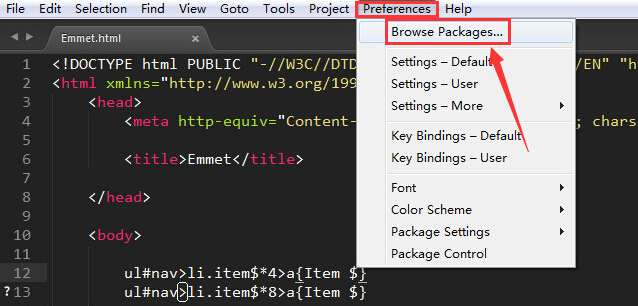 File Edit Selection Find View Goto Tools Project Preferences Help
Emmet.html ×
Browse Packages...
Settings – Default
Settings – User
Settings – More
Key Bindings – Default
Key Bindings – User
Font
Color Scheme
Package Settings
Package Control
1 <!DOCTYPE html PUBLIC "-//W3C//DTD /EN" "h
2 <html xmlns="http://www.w3.org/199
3 <head>
4 <meta http-equiv="Content- ; chars
5
6 <title>Emmet</title>
7
8 </head>
9
10 <body>
11
12 ul#nav>li.item$*4>a{Item $}
?13 ul#nav>li.item$*8>a{Item $}